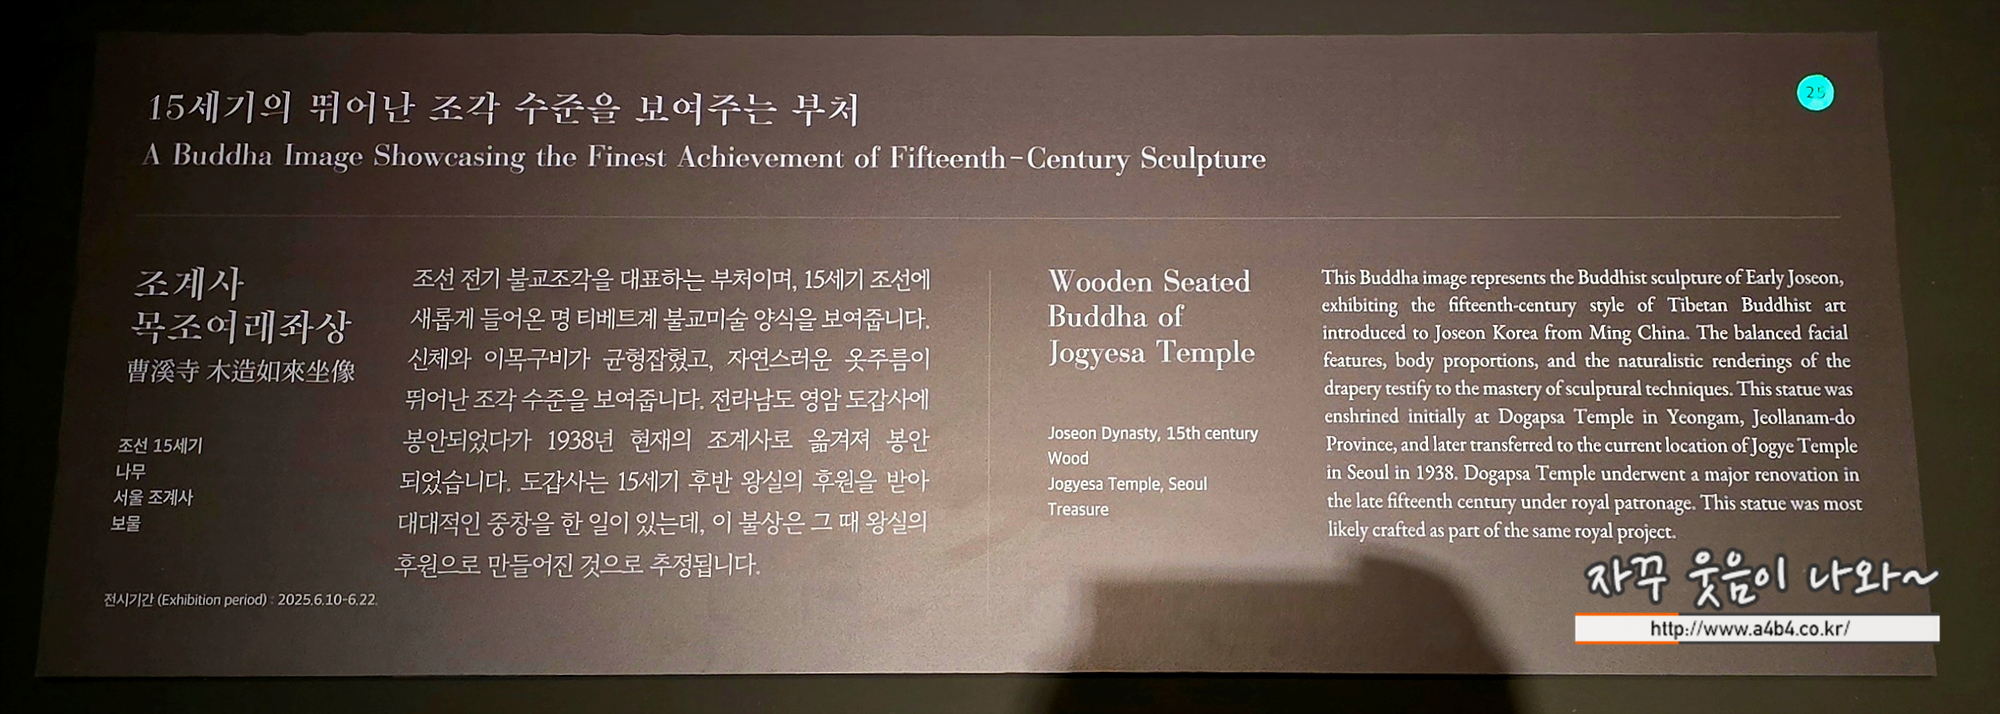 15세기의 뛰어난 조각 수준을 보여주는 부처
25
A Buddha Image Showcasing the Finest Achievement of Fifteenth-Century Sculpture
조계사
목조여래좌상
曹溪寺 木造如來坐像
조선 15세기
나무
서울 조계사
보물
전시기간 (Exhibition period) : 2025.6.10-6.22.
조선 전기 불교조각을 대표하는 부처이며, 15세기 조선에
새롭게 들어온 명 티베트계 불교미술 양식을 보여줍니다.
신체와 이목구비가 균형잡혔고, 자연스러운 옷주름이
뛰어난 조각 수준을 보여줍니다. 전라남도 영암 도갑사에
봉안되었다가 1938년 현재의 조계사로 옮겨져 봉안
되었습니다. 도갑사는 15세기 후반 왕실의 후원을 받아
대대적인 중창을 한 일이 있는데, 이 불상은 그 때 왕실의
후원으로 만들어진 것으로 추정됩니다.
Wooden Seated
Buddha of
Jogyesa Temple
Joseon Dynasty, 15th century
Wood
Jogyesa Temple, Seoul
Treasure
This Buddha image represents the Buddhist sculpture of Early Joseon,
exhibiting the fifteenth-century style of Tibetan Buddhist art
introduced to Joseon Korea from Ming China. The balanced facial
features, body proportions, and the naturalistic renderings of the
drapery testify to the mastery of sculptural techniques. This statue was
enshrined initially at Dogapsa Temple in Yeongam, Jeollanam-do
Province, and later transferred to the current location of Jogye Temple
in Seoul in 1938. Dogapsa Temple underwent a major renovation in
the late fifteenth century under royal patronage. This statue was most
likely crafted as part of the same royal project.
자꾸 웃음이 나와~
http://www.a4b4.co.kr/